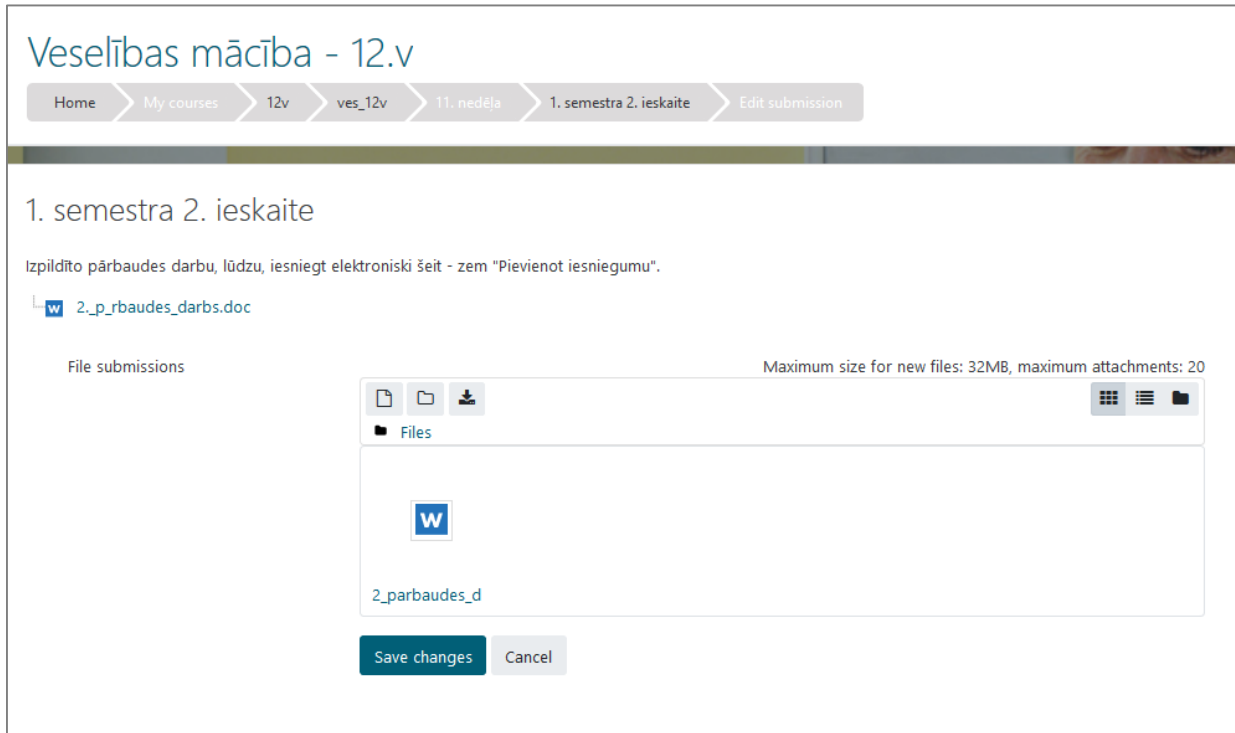 Veselības mācība - 12.v
Home My courses 12v ves_12v 11. nedēļa 1. semestra 2. ieskaite Edit submission
1. semestra 2. ieskaite
Izpildīto pārbaudes darbu, lūdzu, iesniegt elektroniski šeit - zem "Pievienot iesniegumu".
W 2._p_rbaudes_darbs.doc
File submissions Maximum size for new files: 32MB, maximum attachments: 20
Files
W
2_parbaudes_d
Save changes Cancel